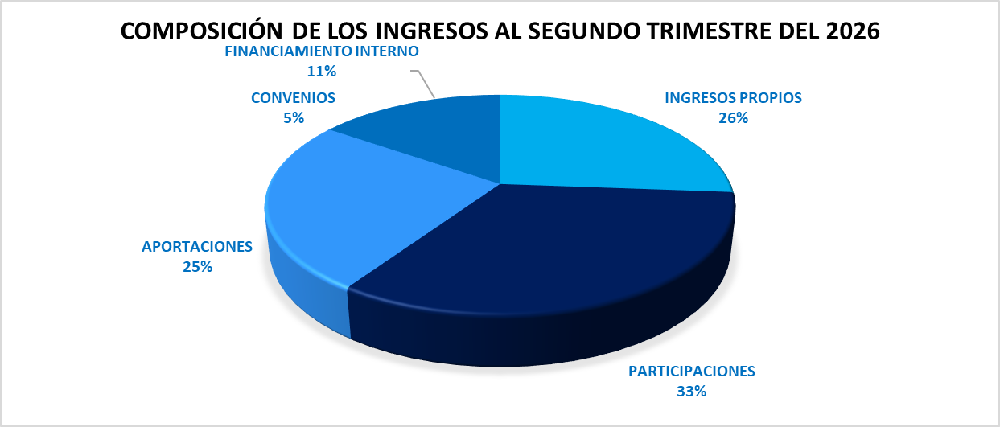 COMPOSICIÓN DE LOS INGRESOS AL SEGUNDO TRIMESTRE DEL 2026
FINANCIAMIENTO INTERNO
11%
CONVENIOS
5%
INGRESOS PROPIOS
26%
APORTACIONES
25%
PARTICIPACIONES
33%